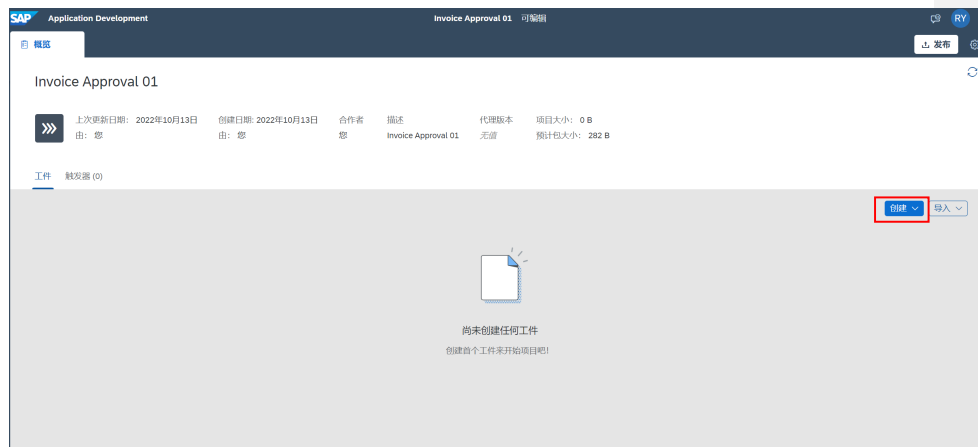 SAP Application Development Invoice Approval 01 可编辑 RY
概览 发布
Invoice Approval 01
上次更新日期: 2022年10月13日 创建日期: 2022年10月13日 合作者 描述 代理版本 项目大小: 0 B
由: 您 由: 您 您 Invoice Approval 01 无值 预计包大小: 282 B
工件 触发器 (0)
创建 导入
尚未创建任何工件
创建首个工件来开始项目吧!